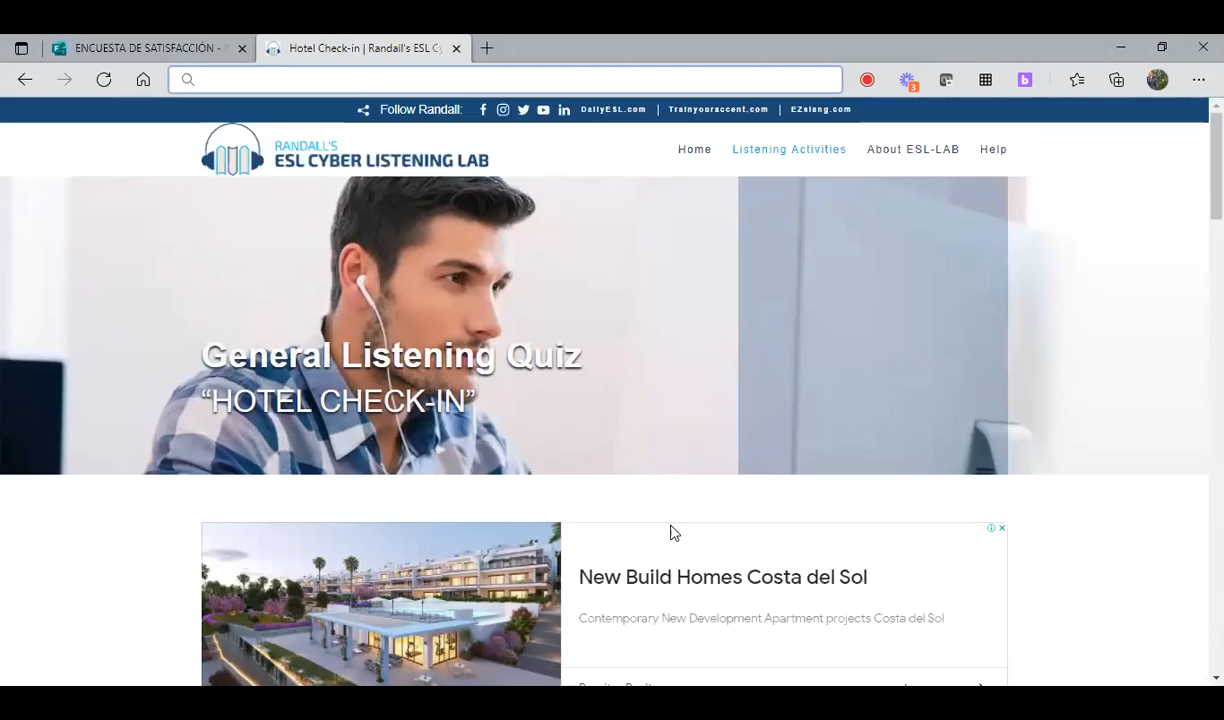 ENCUESTA DE SATISFACCIÓN -
Hotel Check-in | Randall's ESL Cy
3
b
Follow Randall:
DailyESL.com | Trainyouraccent.com | EZslang.com
RANDALL'S
ESL CYBER LISTENING LAB
Home
Listening Activities
About ESL-LAB
Help
General Listening Quiz
“HOTEL CHECK-IN”
New Build Homes Costa del Sol
Contemporary New Development Apartment projects Costa del Sol